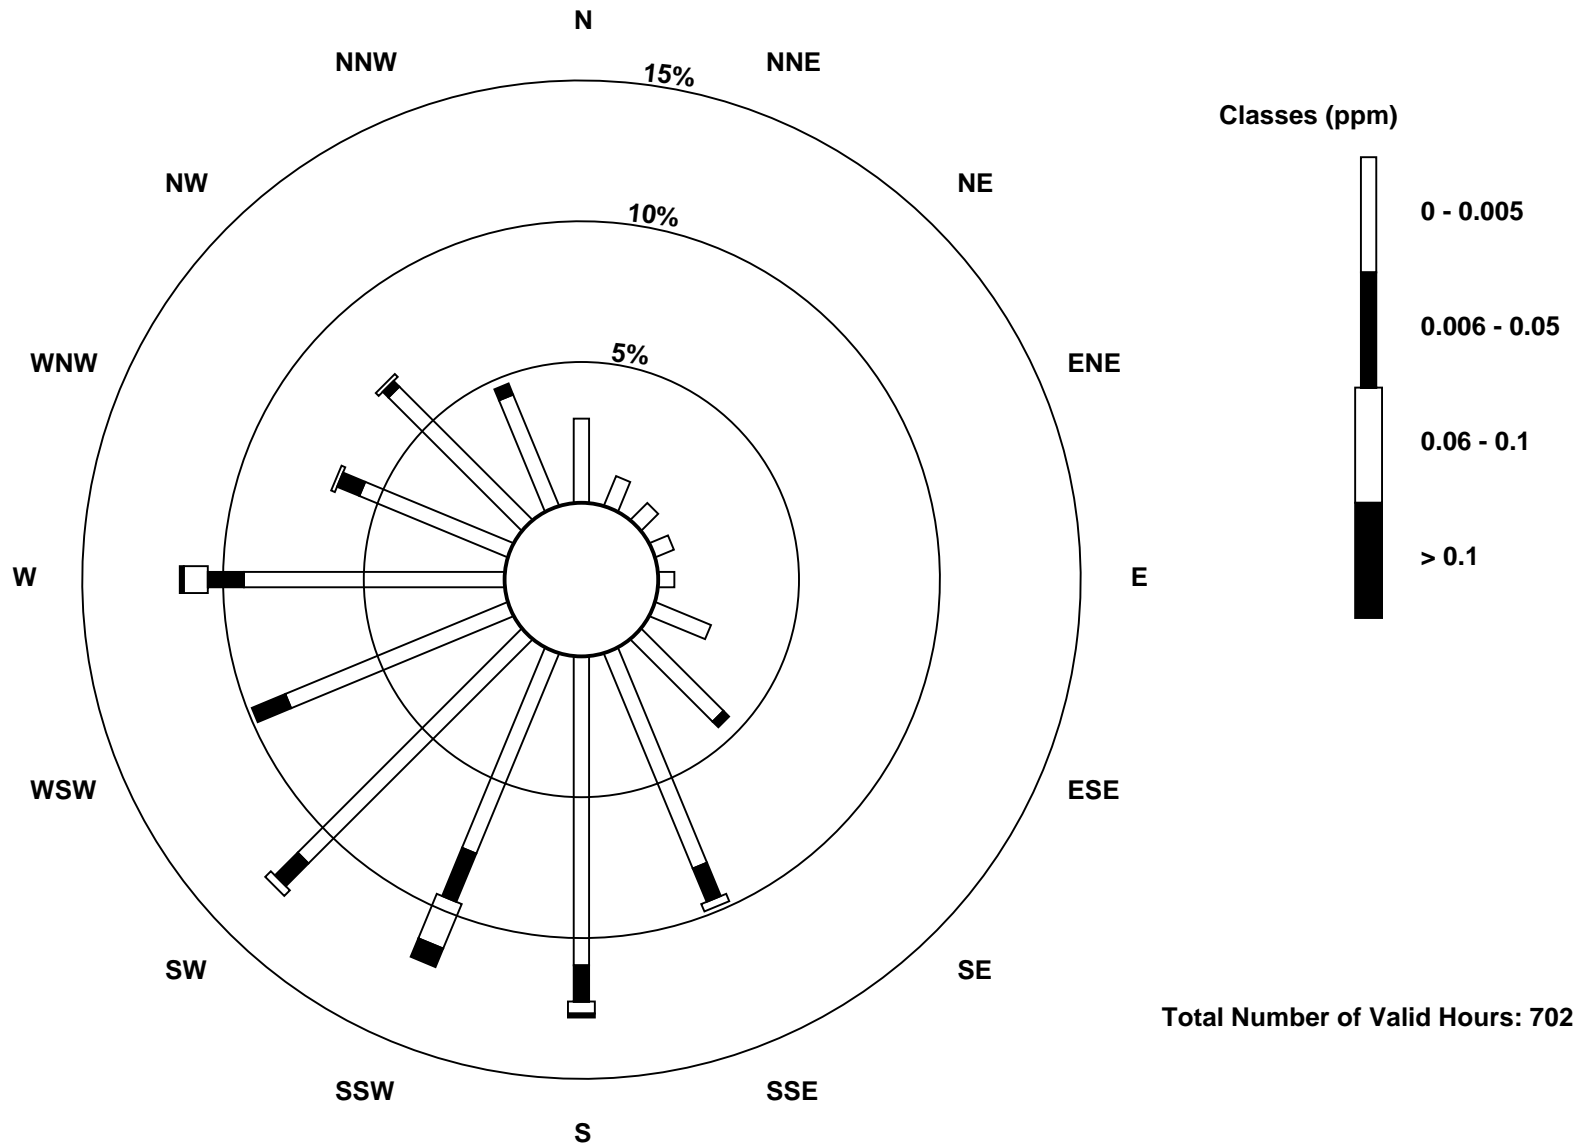 N
NNW
NNE
15%
Classes (ppm)
NW
NE
10%
0 - 0.005
0.006 - 0.05
5%
WNW
ENE
0.06 - 0.1
> 0.1
W
E
WSW
ESE
SW
SE
Total Number of Valid Hours: 702
SSW
SSE
S